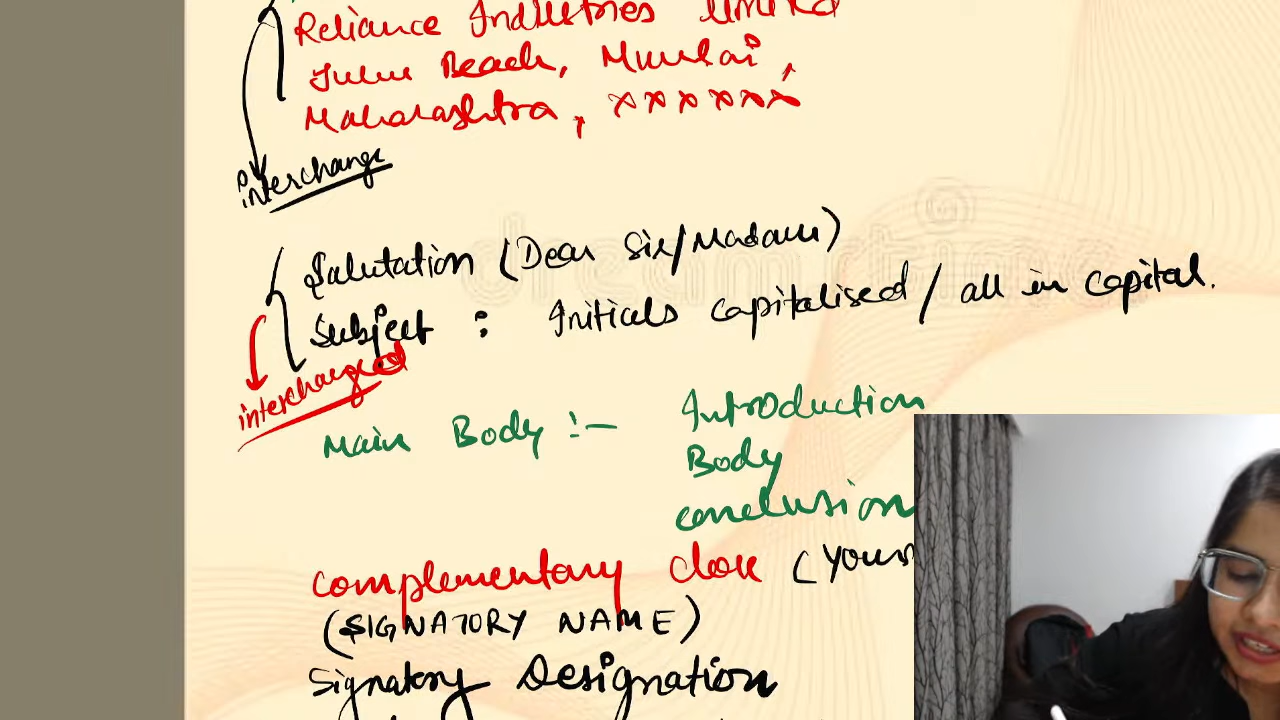 Reliance Industries limited
Juhu Beach, Mumbai,
Maharashtra, xxxxxx
interchange
Salutation (Dear Sir/Madam)
dreamstime
Subject : Initials capitalised / all in capital.
interchanged
Main Body :- Introduction
Body
conclusion
complementary close (Yours
(SIGNATORY NAME)
Signatory Designation